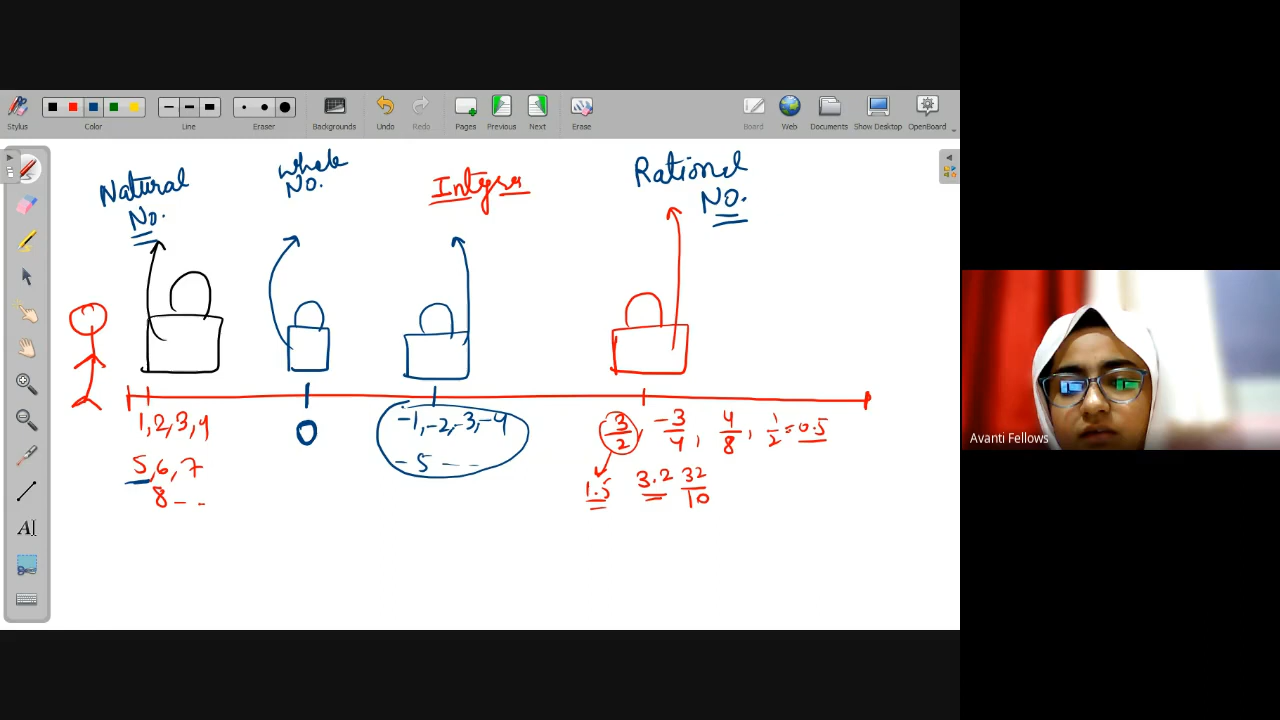 Stylus Color Line Eraser Backgrounds Undo Redo Pages Previous Next Erase Board Web Documents Show Desktop OpenBoard
Natural
No.
whole
No.
Integers
Rational
No.
1, 2, 3, 4
5, 6, 7
8 - -
0
-1, -2, -3, -4
-5 - -
3/2, -3/4, 4/8, 1/2 = 0.5
1.5 3.2 32/10
Avanti Fellows